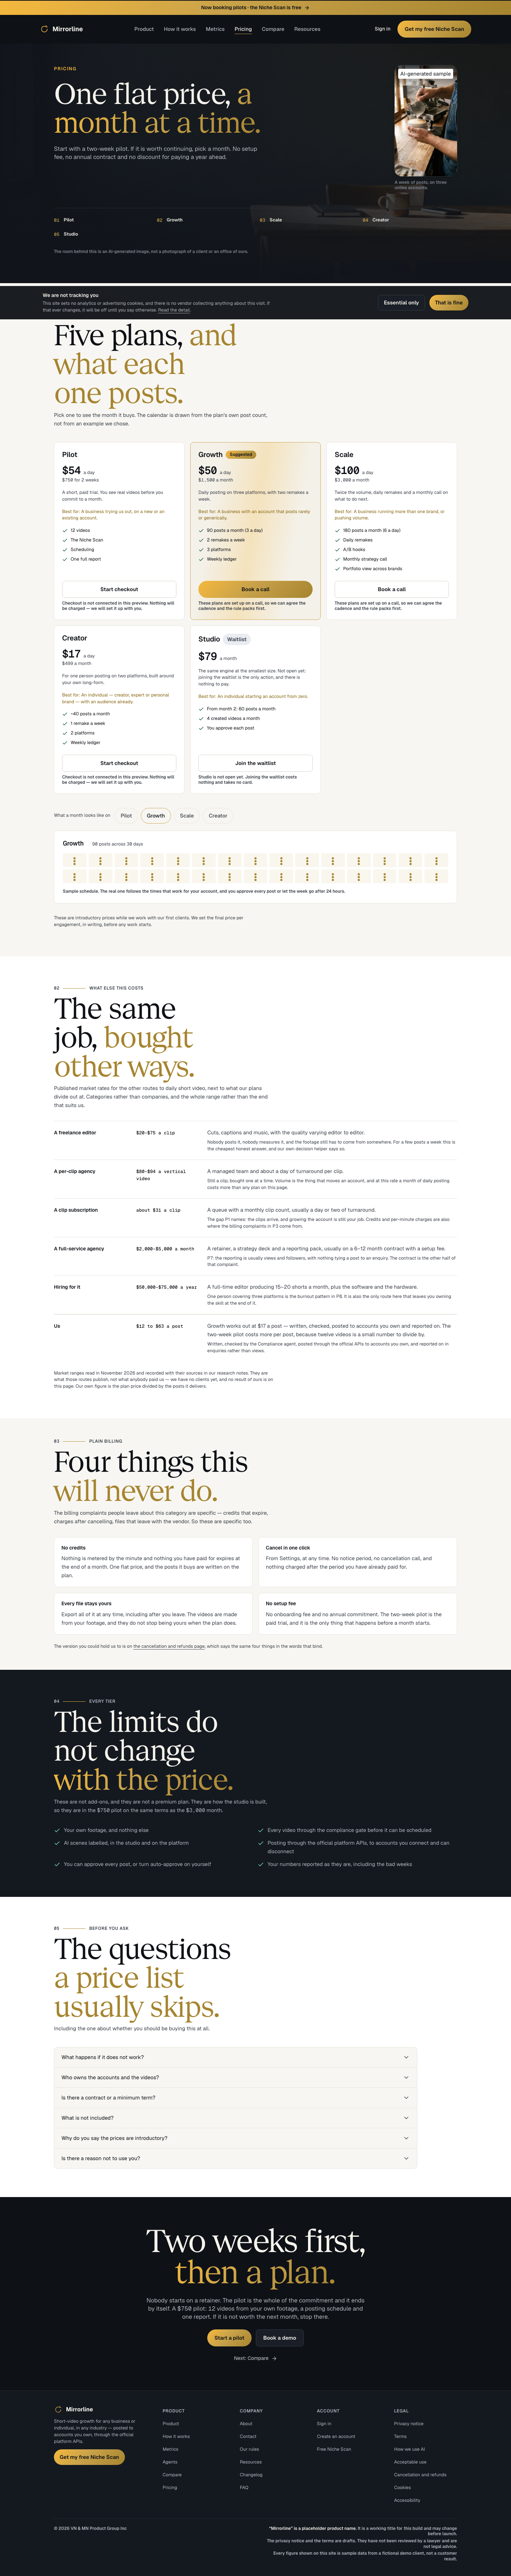 Now booking pilots - the Niche Scan is free →
Mirrorline
Product
How it works
Metrics
Pricing
Compare
Resources
Sign in
Get my free Niche Scan
PRICING
One flat price, a
month at a time.
Start with a two-week pilot. If it is worth continuing, pick a month. No setup
fee, no annual contract and no discount for paying a year ahead.
AI-generated sample
A week of posts, on three
online accounts.
01 Pilot
02 Growth
03 Scale
04 Creator
05 Studio
The room behind this is an AI-generated image, not a photograph of a client or an office of ours.
We are not tracking you
This site sets no analytics or advertising cookies, and there is no vendor collecting anything about this visit. If
that ever changes, it will be off until you say otherwise. Read the detail.
Essential only
That is fine
Five plans, and
what each
one posts.
Pick one to see the month it buys. The calendar is drawn from the plan's own post count,
not from an example we chose.
Pilot
$54 a day
$750 for 2 weeks
A short, paid trial. You see real videos before you
commit to a month.
Best for: A business trying us out, on a new or an
existing account.
12 videos
The Niche Scan
Scheduling
One full report
Start checkout
Checkout is not connected in this preview. Nothing will
be charged — we will set it up with you.
Growth
Suggested
$50 a day
$1,500 a month
Daily posting on three platforms, with two remakes a
week.
Best for: A business with an account that posts rarely
or generically.
90 posts a month (3 a day)
2 remakes a week
3 platforms
Weekly ledger
Book a call
These plans are set up on a call, so we can agree the
cadence and the rule packs first.
Scale
$100 a day
$3,000 a month
Twice the volume, daily remakes and a monthly call on
what to do next.
Best for: A business running more than one brand, or
pushing volume.
180 posts a month (6 a day)
Daily remakes
A/B hooks
Monthly strategy call
Portfolio view across brands
Book a call
These plans are set up on a call, so we can agree the
cadence and the rule packs first.
Creator
$17 a day
$499 a month
For one person posting on two platforms, built around
your own long-form.
Best for: An individual — creator, expert or personal
brand — with an audience already.
~40 posts a month
1 remake a week
2 platforms
Weekly ledger
Start checkout
Checkout is not connected in this preview. Nothing will
be charged — we will set it up with you.
Studio
Waitlist
$79 a month
The same engine at the smallest size. Not open yet:
joining the waitlist is the only action, and there is
nothing to pay.
Best for: An individual starting an account from zero.
From month 2: 60 posts a month
4 created videos a month
You approve each post
Join the waitlist
Studio is not open yet. Joining the waitlist costs
nothing and takes no card.
What a month looks like on
Pilot
Growth
Scale
Creator
Growth 90 posts across 30 days
Sample schedule. The real one follows the times that work for your account, and you approve every post or let the week go after 24 hours.
These are introductory prices while we work with our first clients. We set the final price per
engagement, in writing, before any work starts.
02 WHAT ELSE THIS COSTS
The same
job, bought
other ways.
Published market rates for the other routes to daily short video, next to what our plans
divide out at. Categories rather than companies, and the whole range rather than the end
that suits us.
A freelance editor
$20–$75 a clip
Cuts, captions and music, with the quality varying editor to editor.
Nobody posts it, nobody measures it, and the footage still has to come from somewhere. For a few posts a week this is
the cheapest honest answer, and our own decision helper says so.
A per-clip agency
$80–$94 a vertical
video
A managed team and about a day of turnaround per clip.
Still a clip, bought one at a time. Volume is the thing that moves an account, and at this rate a month of daily posting
costs more than any plan on this page.
A clip subscription
about $31 a clip
A queue with a monthly clip count, usually a day or two of turnaround.
The gap P1 names: the clips arrive, and growing the account is still your job. Credits and per-minute charges are also
where the billing complaints in P3 come from.
A full-service agency
$2,000–$5,000 a month
A retainer, a strategy deck and a reporting pack, usually on a 6–12 month contract with a setup fee.
P7: the reporting is usually views and followers, with nothing tying a post to an enquiry. The contract is the other half of
that complaint.
Hiring for it
$50,000–$75,000 a year
A full-time editor producing 15–20 shorts a month, plus the software and the hardware.
One person covering three platforms is the burnout pattern in P8. It is also the only route here that leaves you owning
the skill at the end of it.
Us
$12 to $63 a post
Growth works out at $17 a post — written, checked, posted to accounts you own and reported on. The
two-week pilot costs more per post, because twelve videos is a small number to divide by.
Written, checked by the Compliance agent, posted through the official APIs to accounts you own, and reported on in
enquiries rather than views.
Market ranges read in November 2026 and recorded with their sources in our research notes. They are
what those routes publish, not what anybody paid us — we have no clients yet, and no result of ours is on
this page. Our own figure is the plan price divided by the posts it delivers.
03 PLAIN BILLING
Four things this
will never do.
The billing complaints people leave about this category are specific — credits that expire,
charges after cancelling, files that leave with the vendor. So these are specific too.
No credits
Nothing is metered by the minute and nothing you have paid for expires at
the end of a month. One flat price, and the posts it buys are written on the
plan.
Cancel in one click
From Settings, at any time. No notice period, no cancellation call, and
nothing charged after the period you have already paid for.
Every file stays yours
Export all of it at any time, including after you leave. The videos are made
from your footage, and they do not stop being yours when the plan does.
No setup fee
No onboarding fee and no annual commitment. The two-week pilot is the
paid trial, and it is the only thing that happens before a month starts.
The version you could hold us to is on the cancellation and refunds page, which says the same four things in the words that bind.
04 EVERY TIER
The limits do
not change
with the price.
These are not add-ons, and they are not a premium plan. They are how the studio is built,
so they are in the $750 pilot on the same terms as the $3,000 month.
Your own footage, and nothing else
Every video through the compliance gate before it can be scheduled
AI scenes labelled, in the studio and on the platform
Posting through the official platform APIs, to accounts you connect and can
disconnect
You can approve every post, or turn auto-approve on yourself
Your numbers reported as they are, including the bad weeks
05 BEFORE YOU ASK
The questions
a price list
usually skips.
Including the one about whether you should be buying this at all.
What happens if it does not work?
Who owns the accounts and the videos?
Is there a contract or a minimum term?
What is not included?
Why do you say the prices are introductory?
Is there a reason not to use you?
Two weeks first,
then a plan.
Nobody starts on a retainer. The pilot is the whole of the commitment and it ends
by itself. A $750 pilot: 12 videos from your own footage, a posting schedule and
one report. If it is not worth the next month, stop there.
Start a pilot
Book a demo
Next: Compare →
Mirrorline
Short-video growth for any business or
individual, in any industry — posted to
accounts you own, through the official
platform APIs.
Get my free Niche Scan
PRODUCT
Product
How it works
Metrics
Agents
Compare
Pricing
COMPANY
About
Contact
Our rules
Resources
Changelog
FAQ
ACCOUNT
Sign in
Create an account
Free Niche Scan
LEGAL
Privacy notice
Terms
How we use AI
Acceptable use
Cancellation and refunds
Cookies
Accessibility
© 2026 VN & MN Product Group Inc
"Mirrorline" is a placeholder product name. It is a working title for this build and may change
before launch.
The privacy notice and the terms are drafts. They have not been reviewed by a lawyer and are
not legal advice.
Every figure shown on this site is sample data from a fictional demo client, not a customer
result.